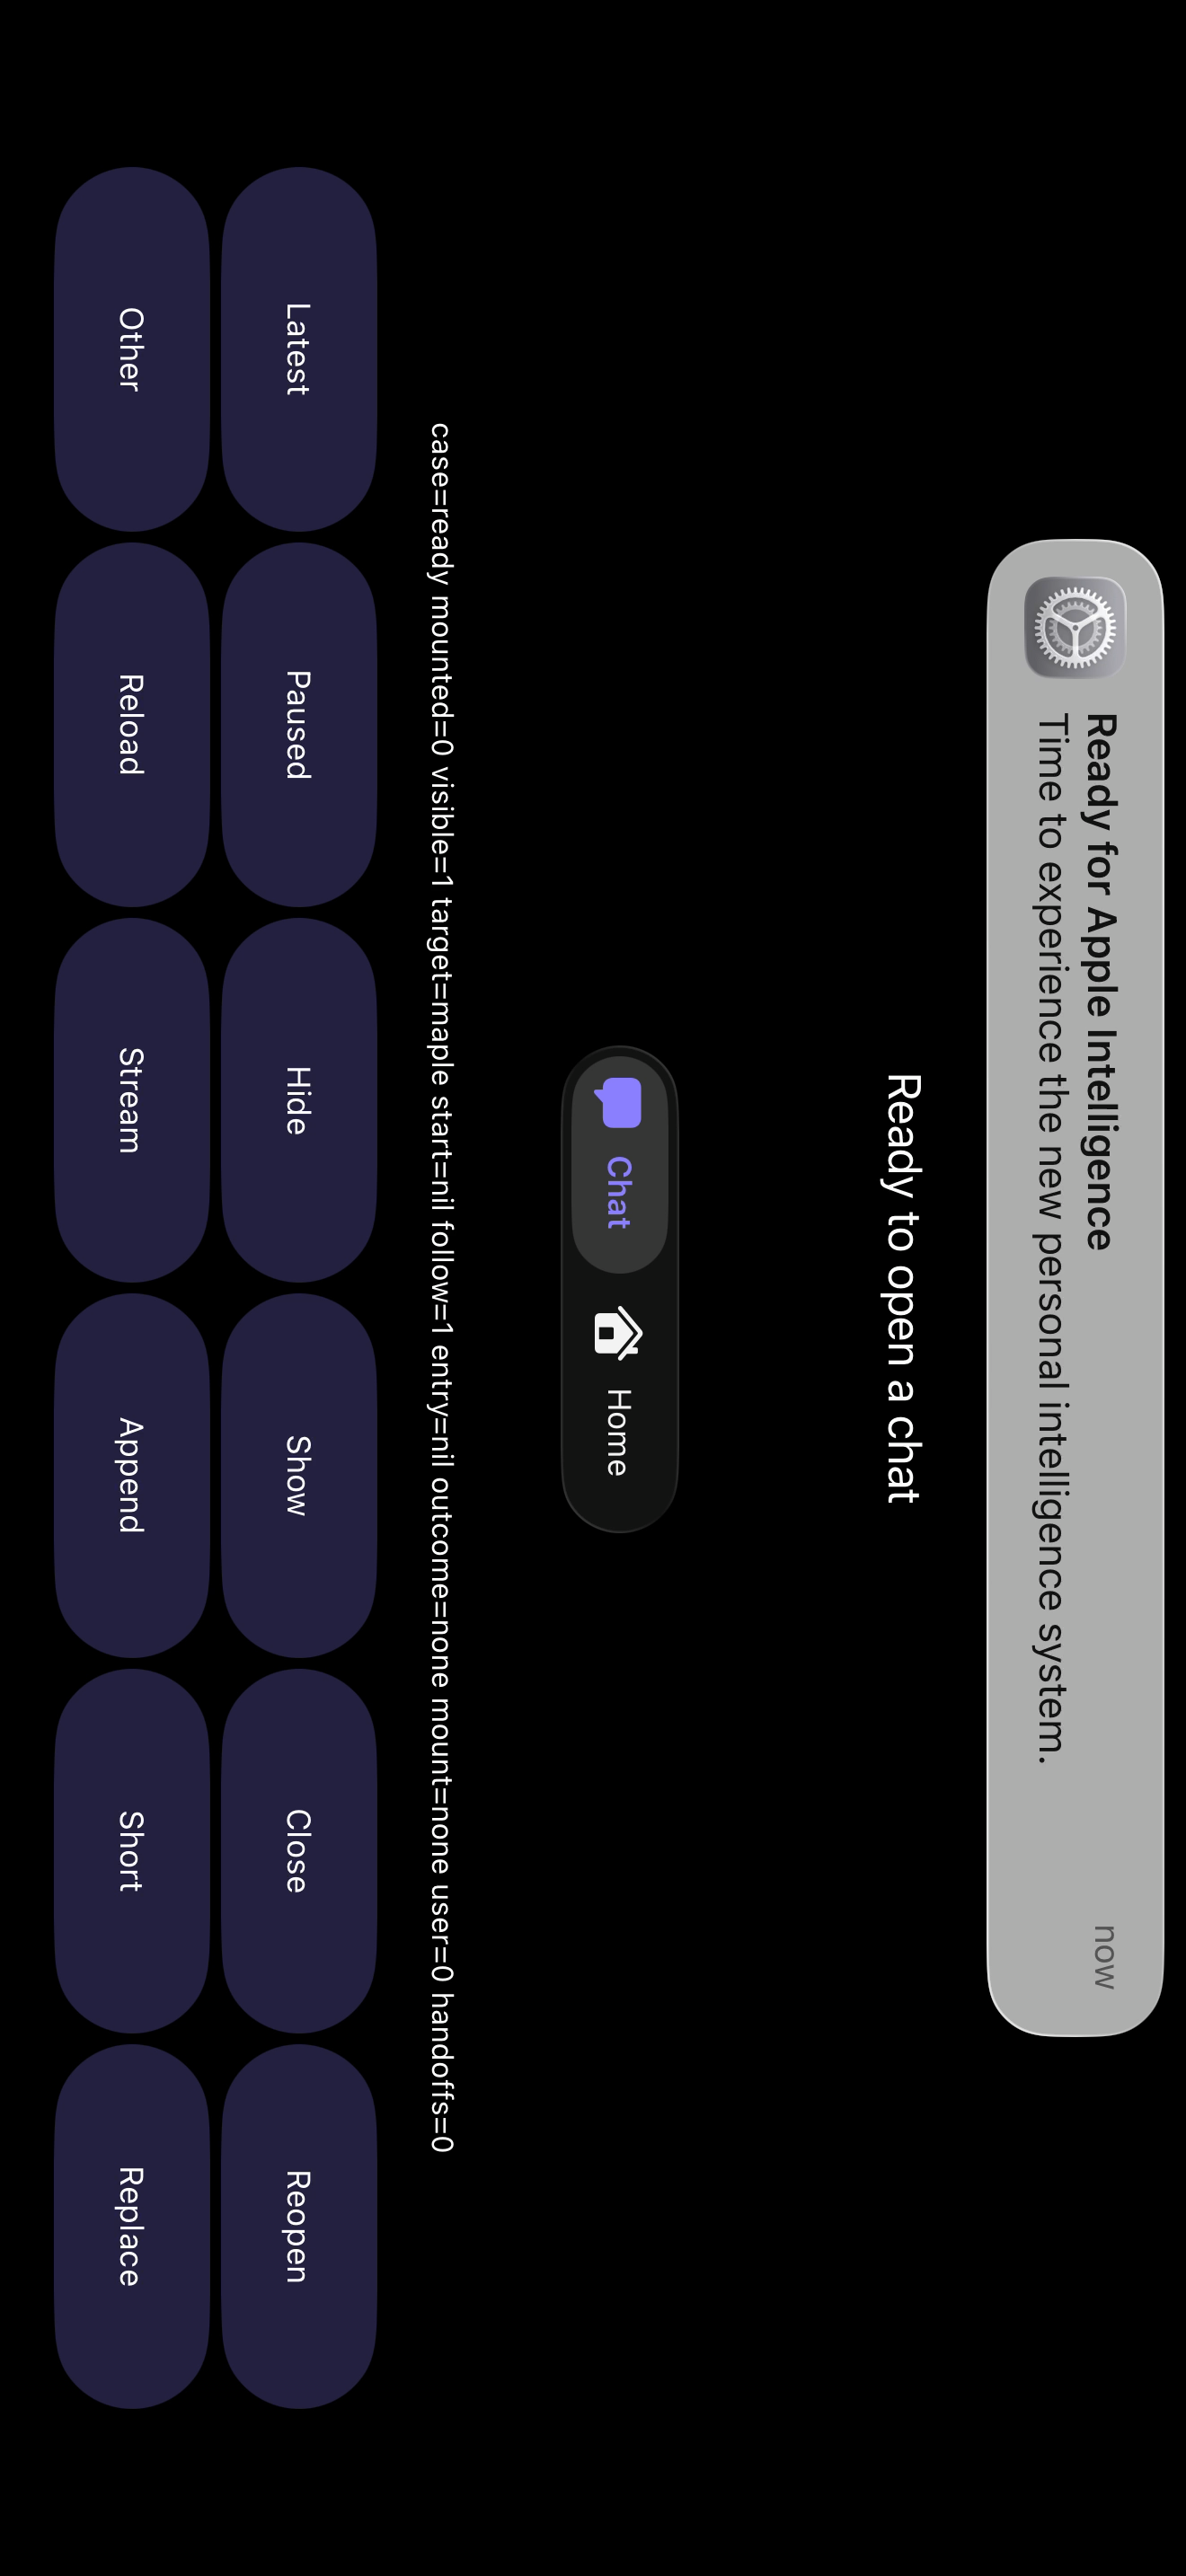 Ready for Apple Intelligence
now
Time to experience the new personal intelligence system.
Ready to open a chat
Chat
Home
case=ready mounted=0 visible=1 target=maple start=nil follow=1 entry=nil outcome=none mount=none user=0 handoffs=0
Latest
Paused
Hide
Show
Close
Reopen
Other
Reload
Stream
Append
Short
Replace